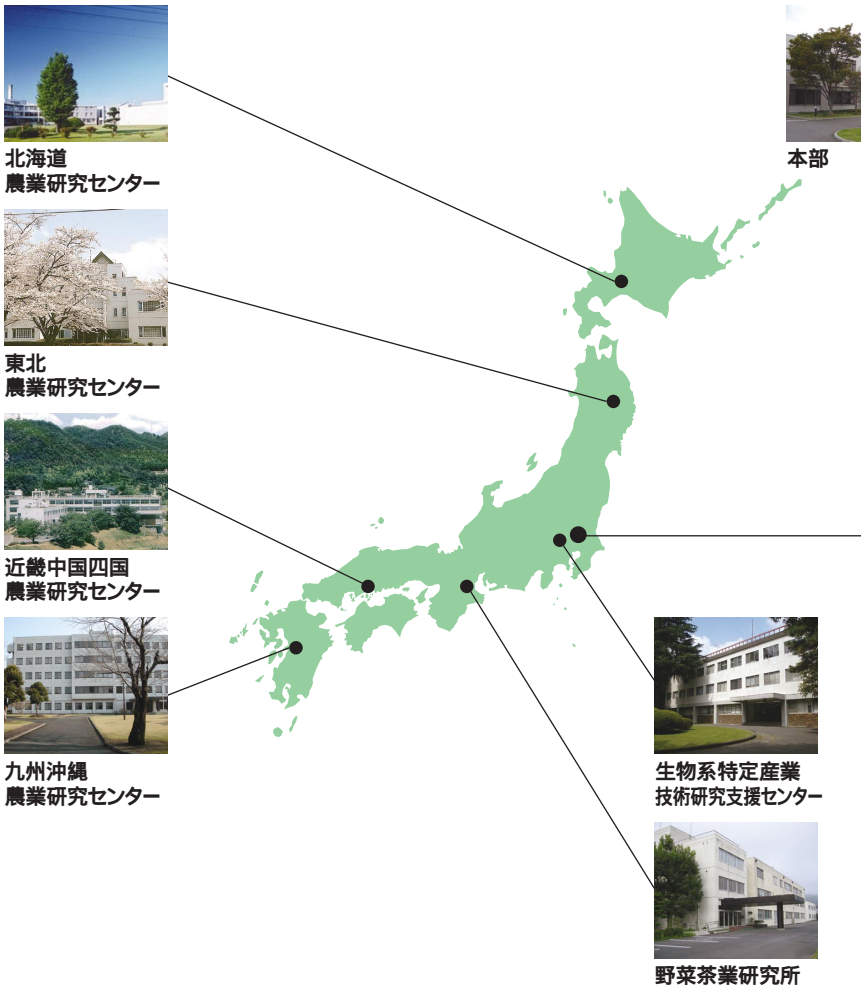 北海道
農業研究センター
本部
東北
農業研究センター
近畿中国四国
農業研究センター
九州沖縄
農業研究センター
生物系特定産業
技術研究支援センター
野菜茶業研究所